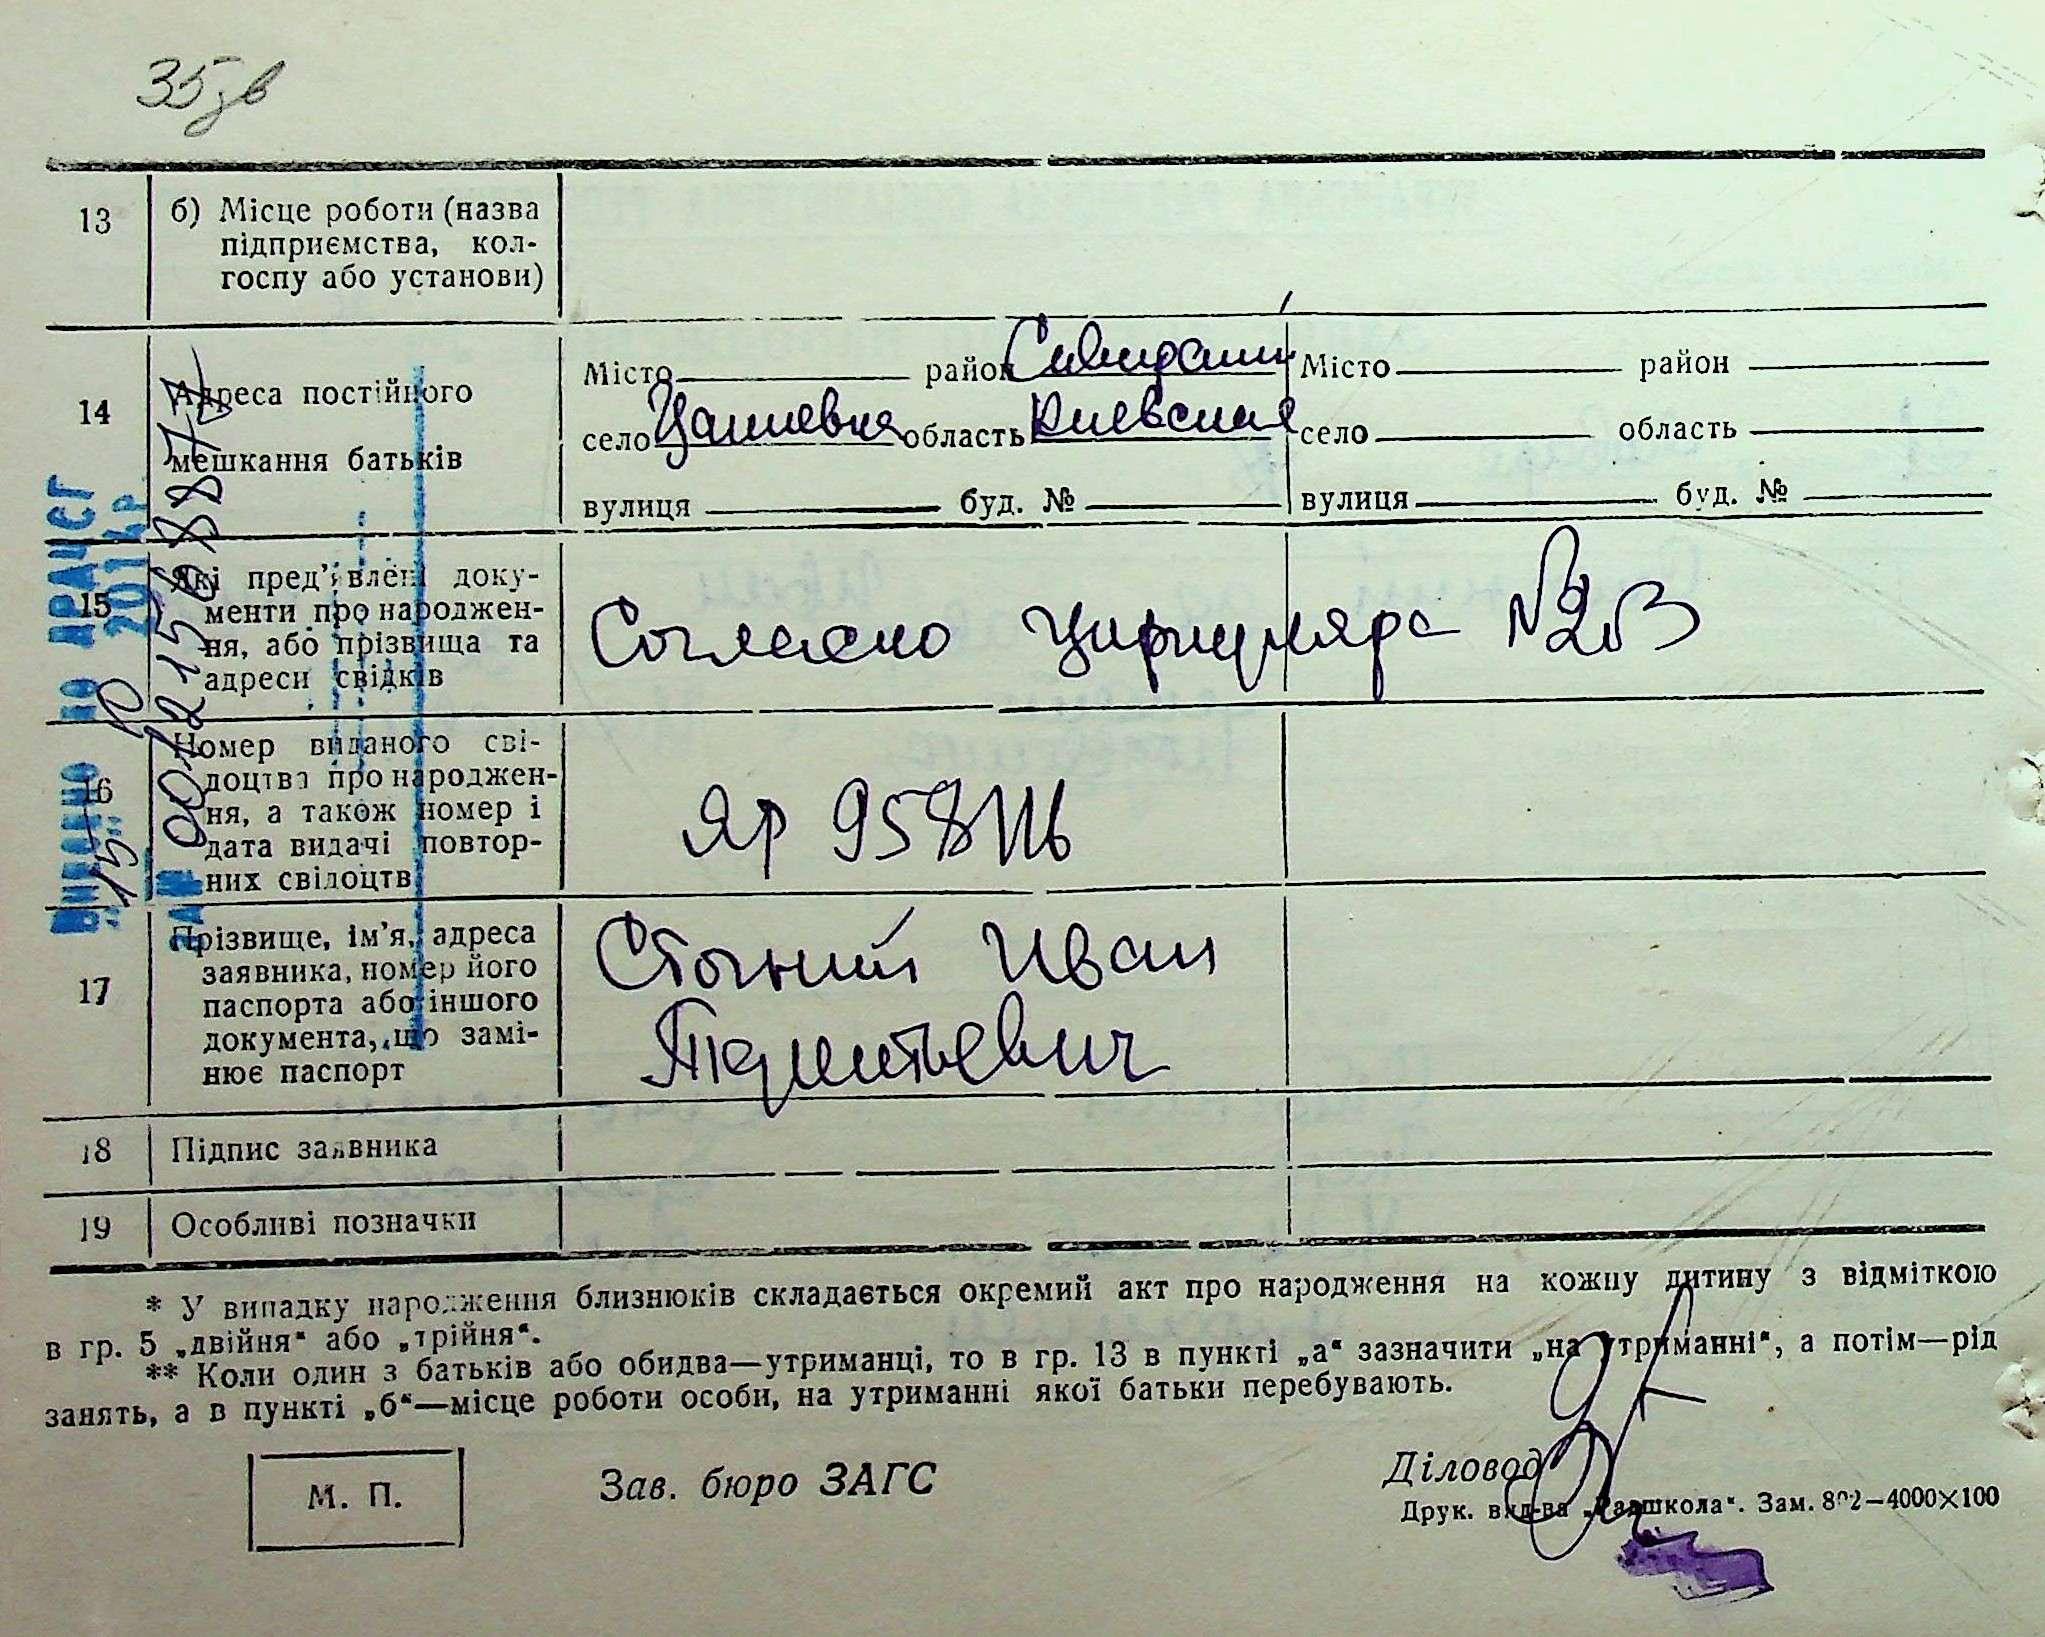 35зв
13 б) Місце роботи (назва
підприємства, кол-
госпу або установи)
14 Адреса постійного
мешкання батьків
Місто район Місто район
село область Киевская село область
вулиця буд. № вулиця буд. №
15 Які пред'явлені доку-
менти про народжен-
ня, або прізвища та
адреси свідків
Согласно циркуляра №
16 Номер виданого сві-
доцтва про народжен-
ня, а також номер і
дата видачі повтор-
них свідоцтв
ЯР
17 Прізвище, ім'я, адреса
заявника, номер його
паспорта або іншого
документа, що замі-
нює паспорт
Иван
18 Підпис заявника
19 Особливі позначки
* У випадку народження близнюків складається окремий акт про народження на кожну дитину з відміткою
в гр. 5 „двійня“ або „трійня“.
** Коли один з батьків або обидва—утриманці, то в гр. 13 в пункті „а“ зазначити „на утриманні“, а потім—рід
занять, а в пункті „б“—місце роботи особи, на утриманні якої батьки перебувають.
М. П.
Зав. бюро ЗАГС
Діловод
Друк. вид-ва „Радшкола“. Зам. 802—4000×100
ВИДАНО ПО ДРАЦСГ
"15"
201 р.